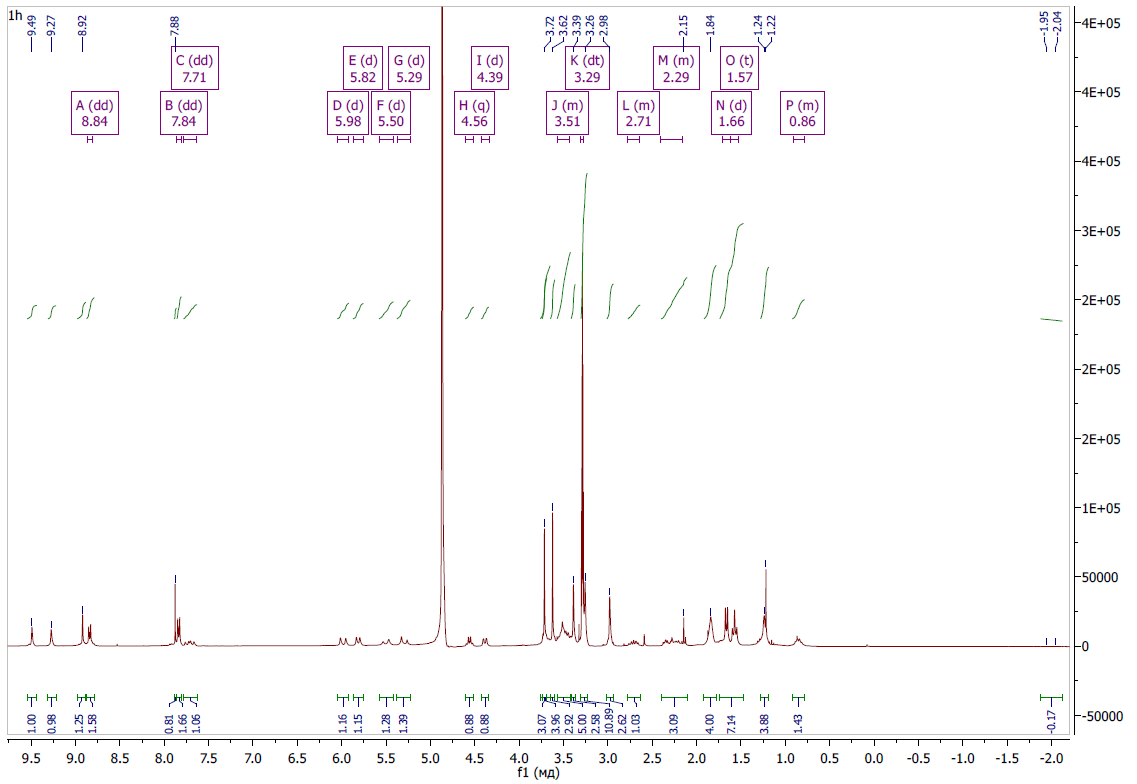 1h
9.49
9.27
8.92
7.88
3.72
3.62
3.39
3.26
2.98
2.15
1.84
1.24
1.22
-1.95
-2.04
C (dd)
7.71
E (d)
5.82
G (d)
5.29
I (d)
4.39
K (dt)
3.29
M (m)
2.29
O (t)
1.57
A (dd)
8.84
B (dd)
7.84
D (d)
5.98
F (d)
5.50
H (q)
4.56
J (m)
3.51
L (m)
2.71
N (d)
1.66
P (m)
0.86
4E+05
4E+05
4E+05
3E+05
3E+05
2E+05
2E+05
2E+05
1E+05
50000
0
-50000
1.00
0.98
1.25
1.58
0.81
1.66
1.06
1.16
1.15
1.28
1.39
0.88
0.88
3.07
3.96
2.92
5.00
2.58
10.89
2.62
1.03
3.09
4.00
7.14
3.88
1.43
-0.17
9.5 9.0 8.5 8.0 7.5 7.0 6.5 6.0 5.5 5.0 4.5 4.0 3.5 3.0 2.5 2.0 1.5 1.0 0.5 0.0 -0.5 -1.0 -1.5 -2.0
f1 (мд)